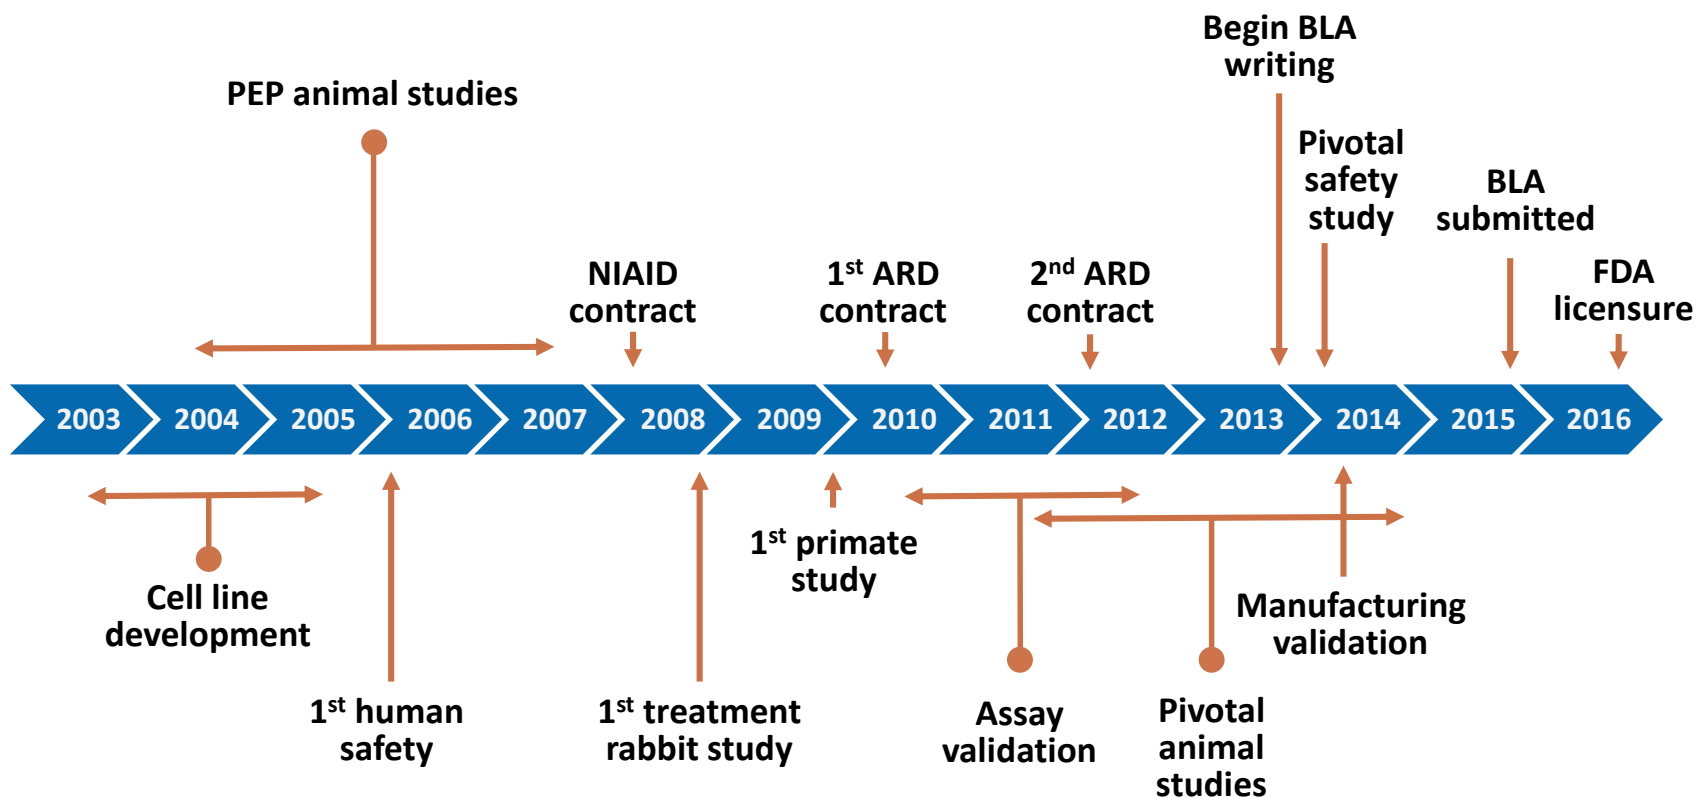 Begin BLA
writing
PEP animal studies
Pivotal
safety
study
BLA
submitted
NIAID
contract
1st ARD
contract
2nd ARD
contract
FDA
licensure
2003 2004 2005 2006 2007 2008 2009 2010 2011 2012 2013 2014 2015 2016
1st primate
study
Cell line
development
Manufacturing
validation
1st human
safety
1st treatment
rabbit study
Assay
validation
Pivotal
animal
studies